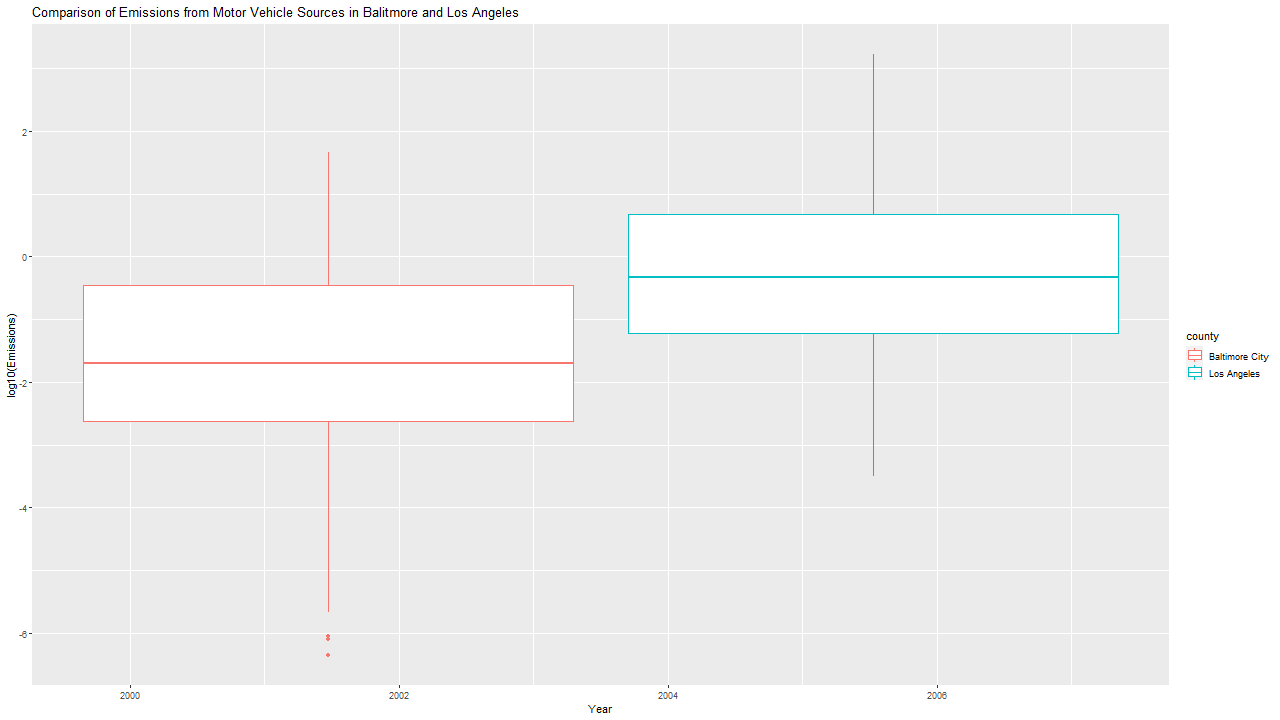 Comparison of Emissions from Motor Vehicle Sources in Balitmore and Los Angeles
log10(Emissions)
2
0
-2
-4
-6
2000
2002
2004
2006
Year
county
Baltimore City
Los Angeles